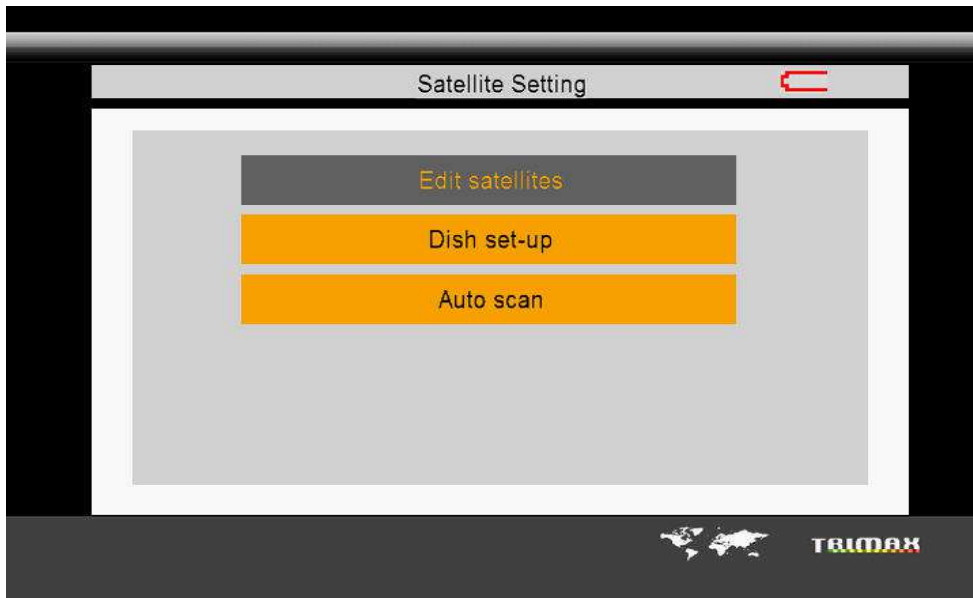 Satellite Setting
Edit satellites
Dish set-up
Auto scan
TRIMAX